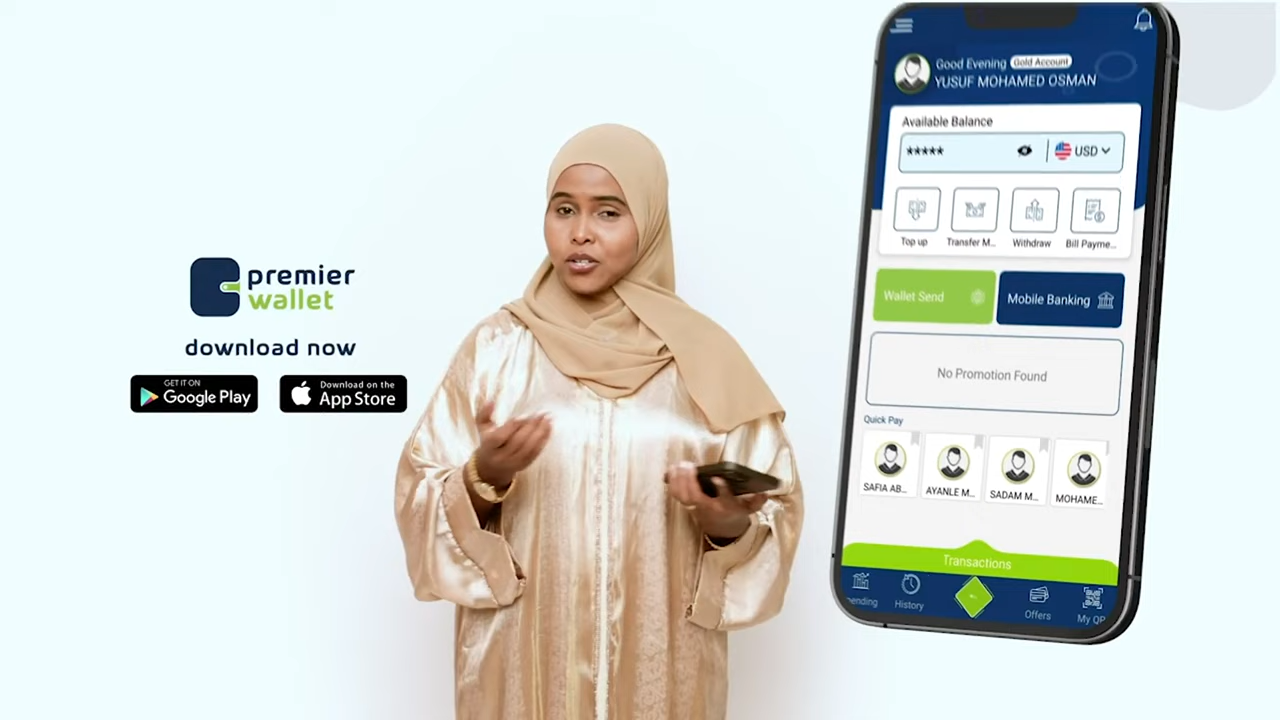 premier
wallet
download now
GET IT ON
Google Play
Download on the
App Store
Good Evening Gold Account
YUSUF MOHAMED OSMAN
Available Balance
***** USD
Top up Transfer M... Withdraw Bill Payme...
Wallet Send Mobile Banking
No Promotion Found
Quick Pay
SAFIA AB... AYANLE M... SADAM M... MOHAME...
Transactions
History Offers My QR